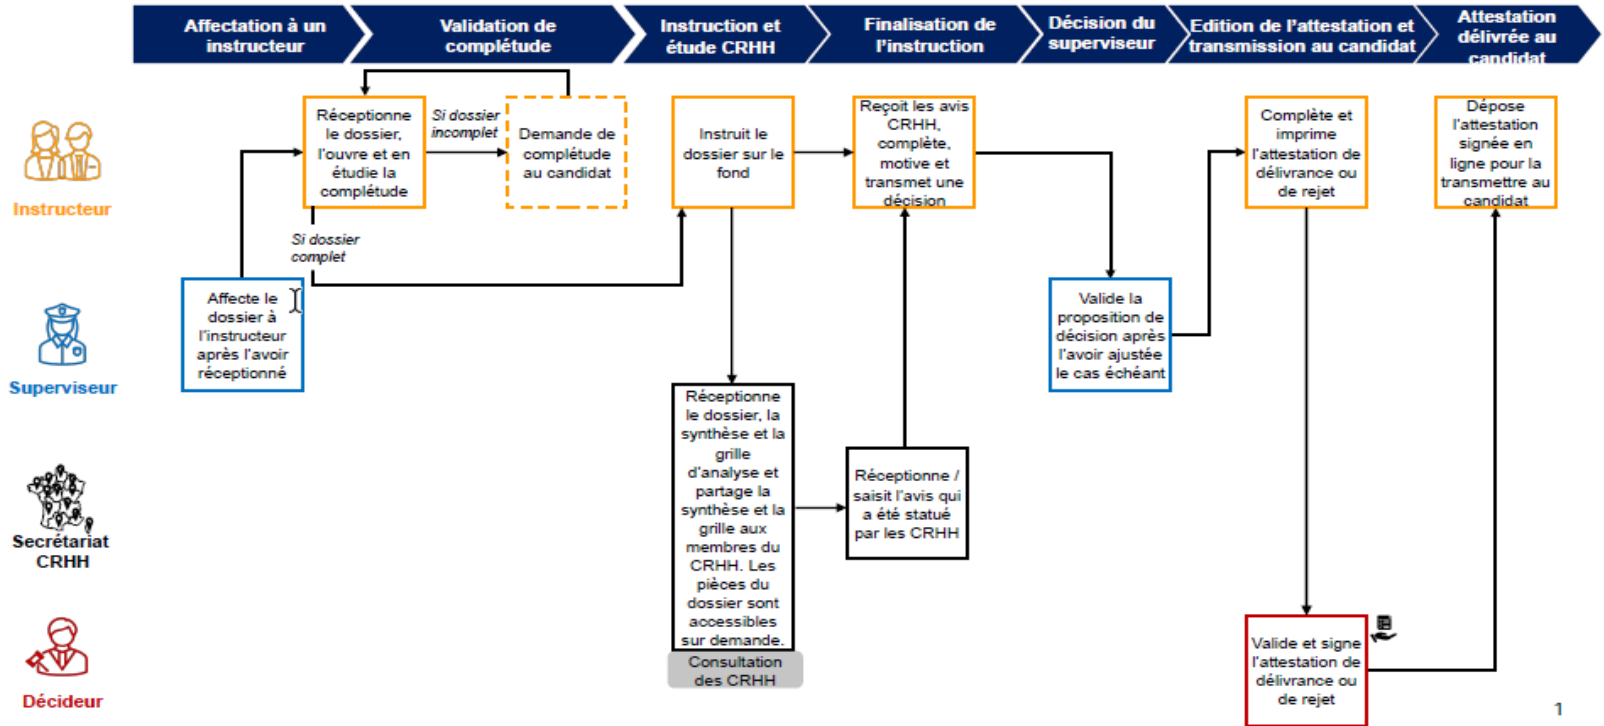 Affectation à un
instructeur
Validation de
complétude
Instruction et
étude CRHH
Finalisation de
l'instruction
Décision du
superviseur
Edition de l'attestation et
transmission au candidat
Attestation
délivrée au
candidat
Instructeur
Réceptionne
le dossier,
l'ouvre et en
étudie la
complétude
Si dossier
incomplet
Demande de
complétude
au candidat
Si dossier
complet
Instruit le
dossier sur le
fond
Reçoit les avis
CRHH,
complète,
motive et
transmet une
décision
Complète et
imprime
l'attestation de
délivrance ou
de rejet
Dépose
l'attestation
signée en
ligne pour la
transmettre au
candidat
Superviseur
Affecte le
dossier à
l'instructeur
après l'avoir
réceptionné
Valide la
proposition de
décision après
l'avoir ajustée
le cas échéant
Secrétariat
CRHH
Réceptionne
le dossier, la
synthèse et la
grille
d'analyse et
partage la
synthèse et la
grille aux
membres du
CRHH. Les
pièces du
dossier sont
accessibles
sur demande.
Consultation
des CRHH
Réceptionne /
saisit l'avis qui
a été statué
par les CRHH
Décideur
Valide et signe
l'attestation de
délivrance ou
de rejet
1